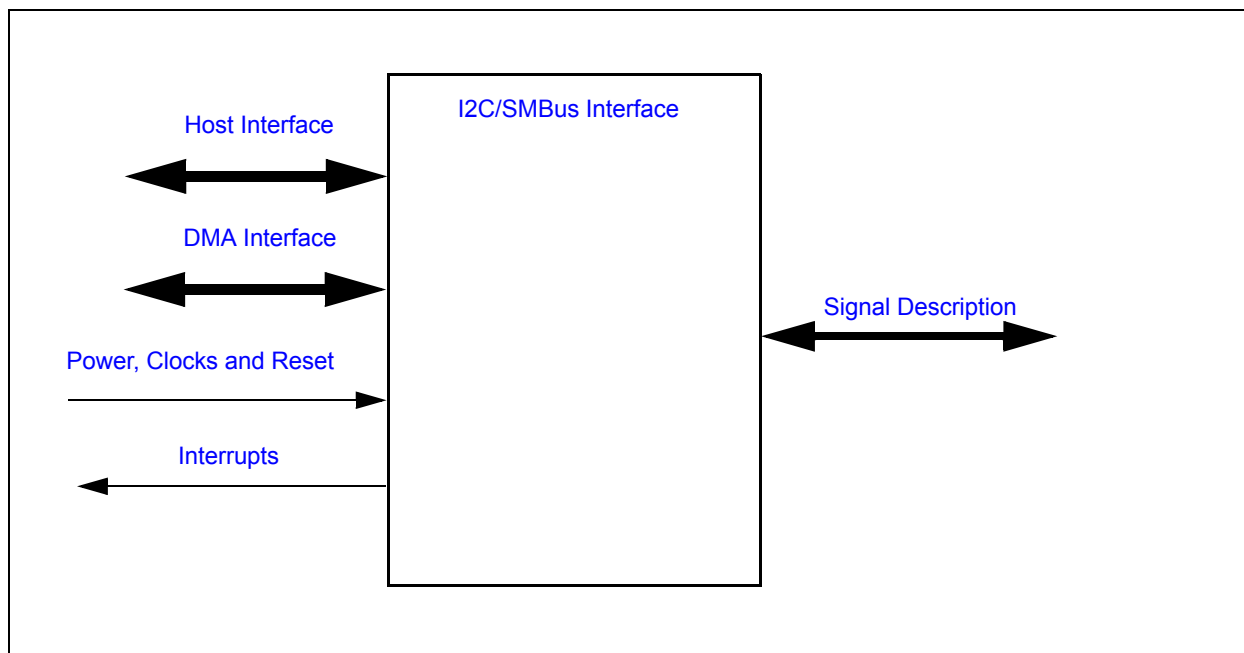 I2C/SMBus Interface
Host Interface
DMA Interface
Signal Description
Power, Clocks and Reset
Interrupts